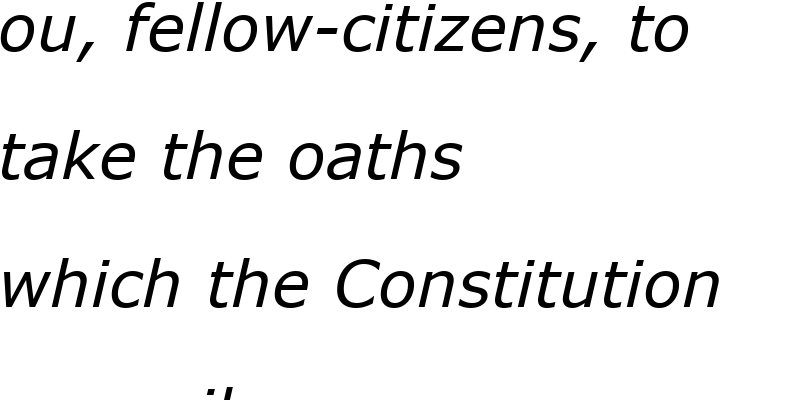 ou, fellow-citizens, to
take the oaths
which the Constitution